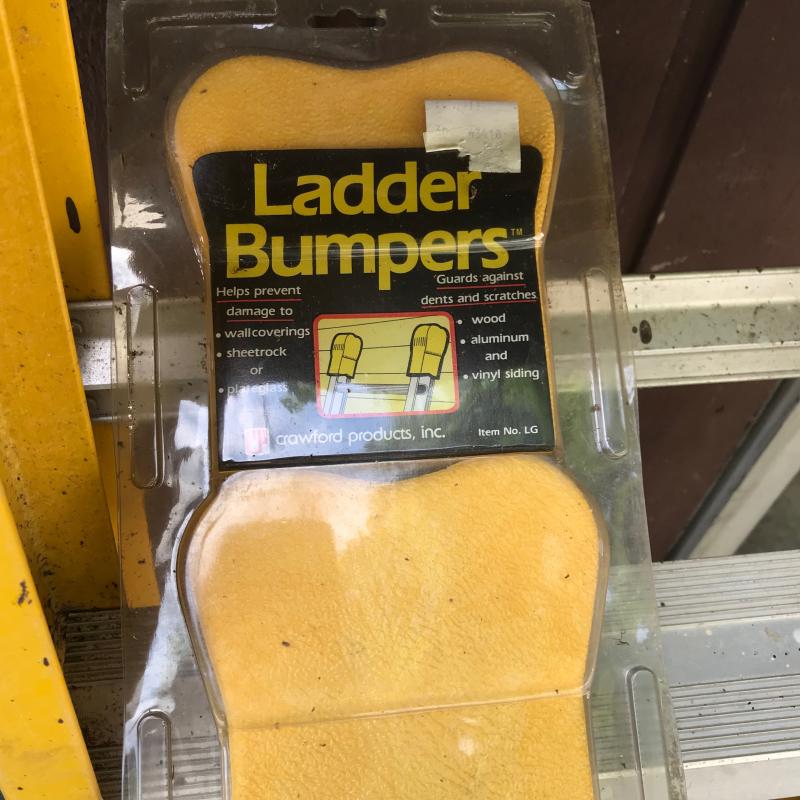 Ladder
Bumpers™
Helps prevent
damage to
• wallcoverings
• sheetrock
or
• plateglass
Guards against
dents and scratches
• wood
• aluminum
and
• vinyl siding
crawford products, inc.
Item No. LG